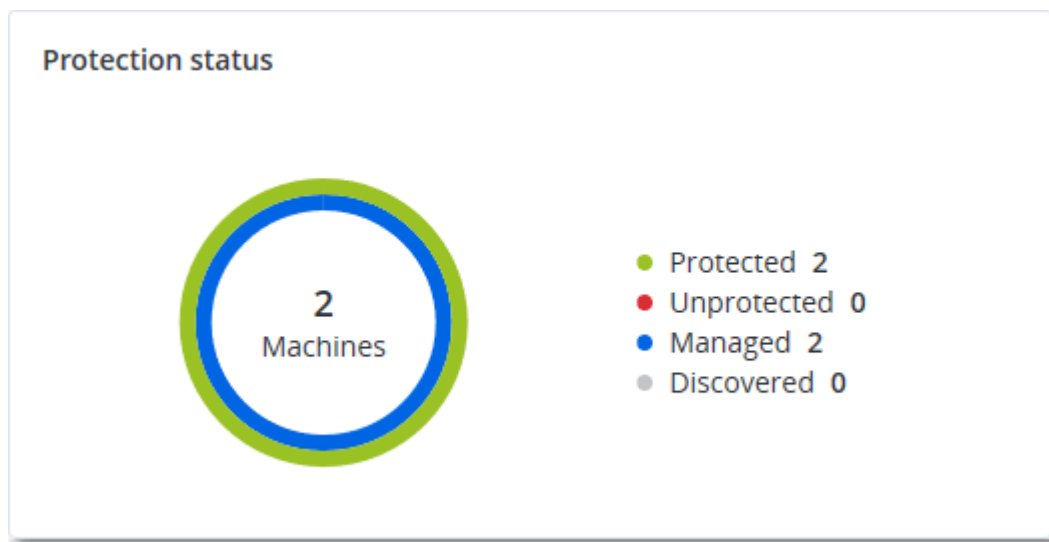 Protection status
2
Machines
Protected 2
Unprotected 0
Managed 2
Discovered 0